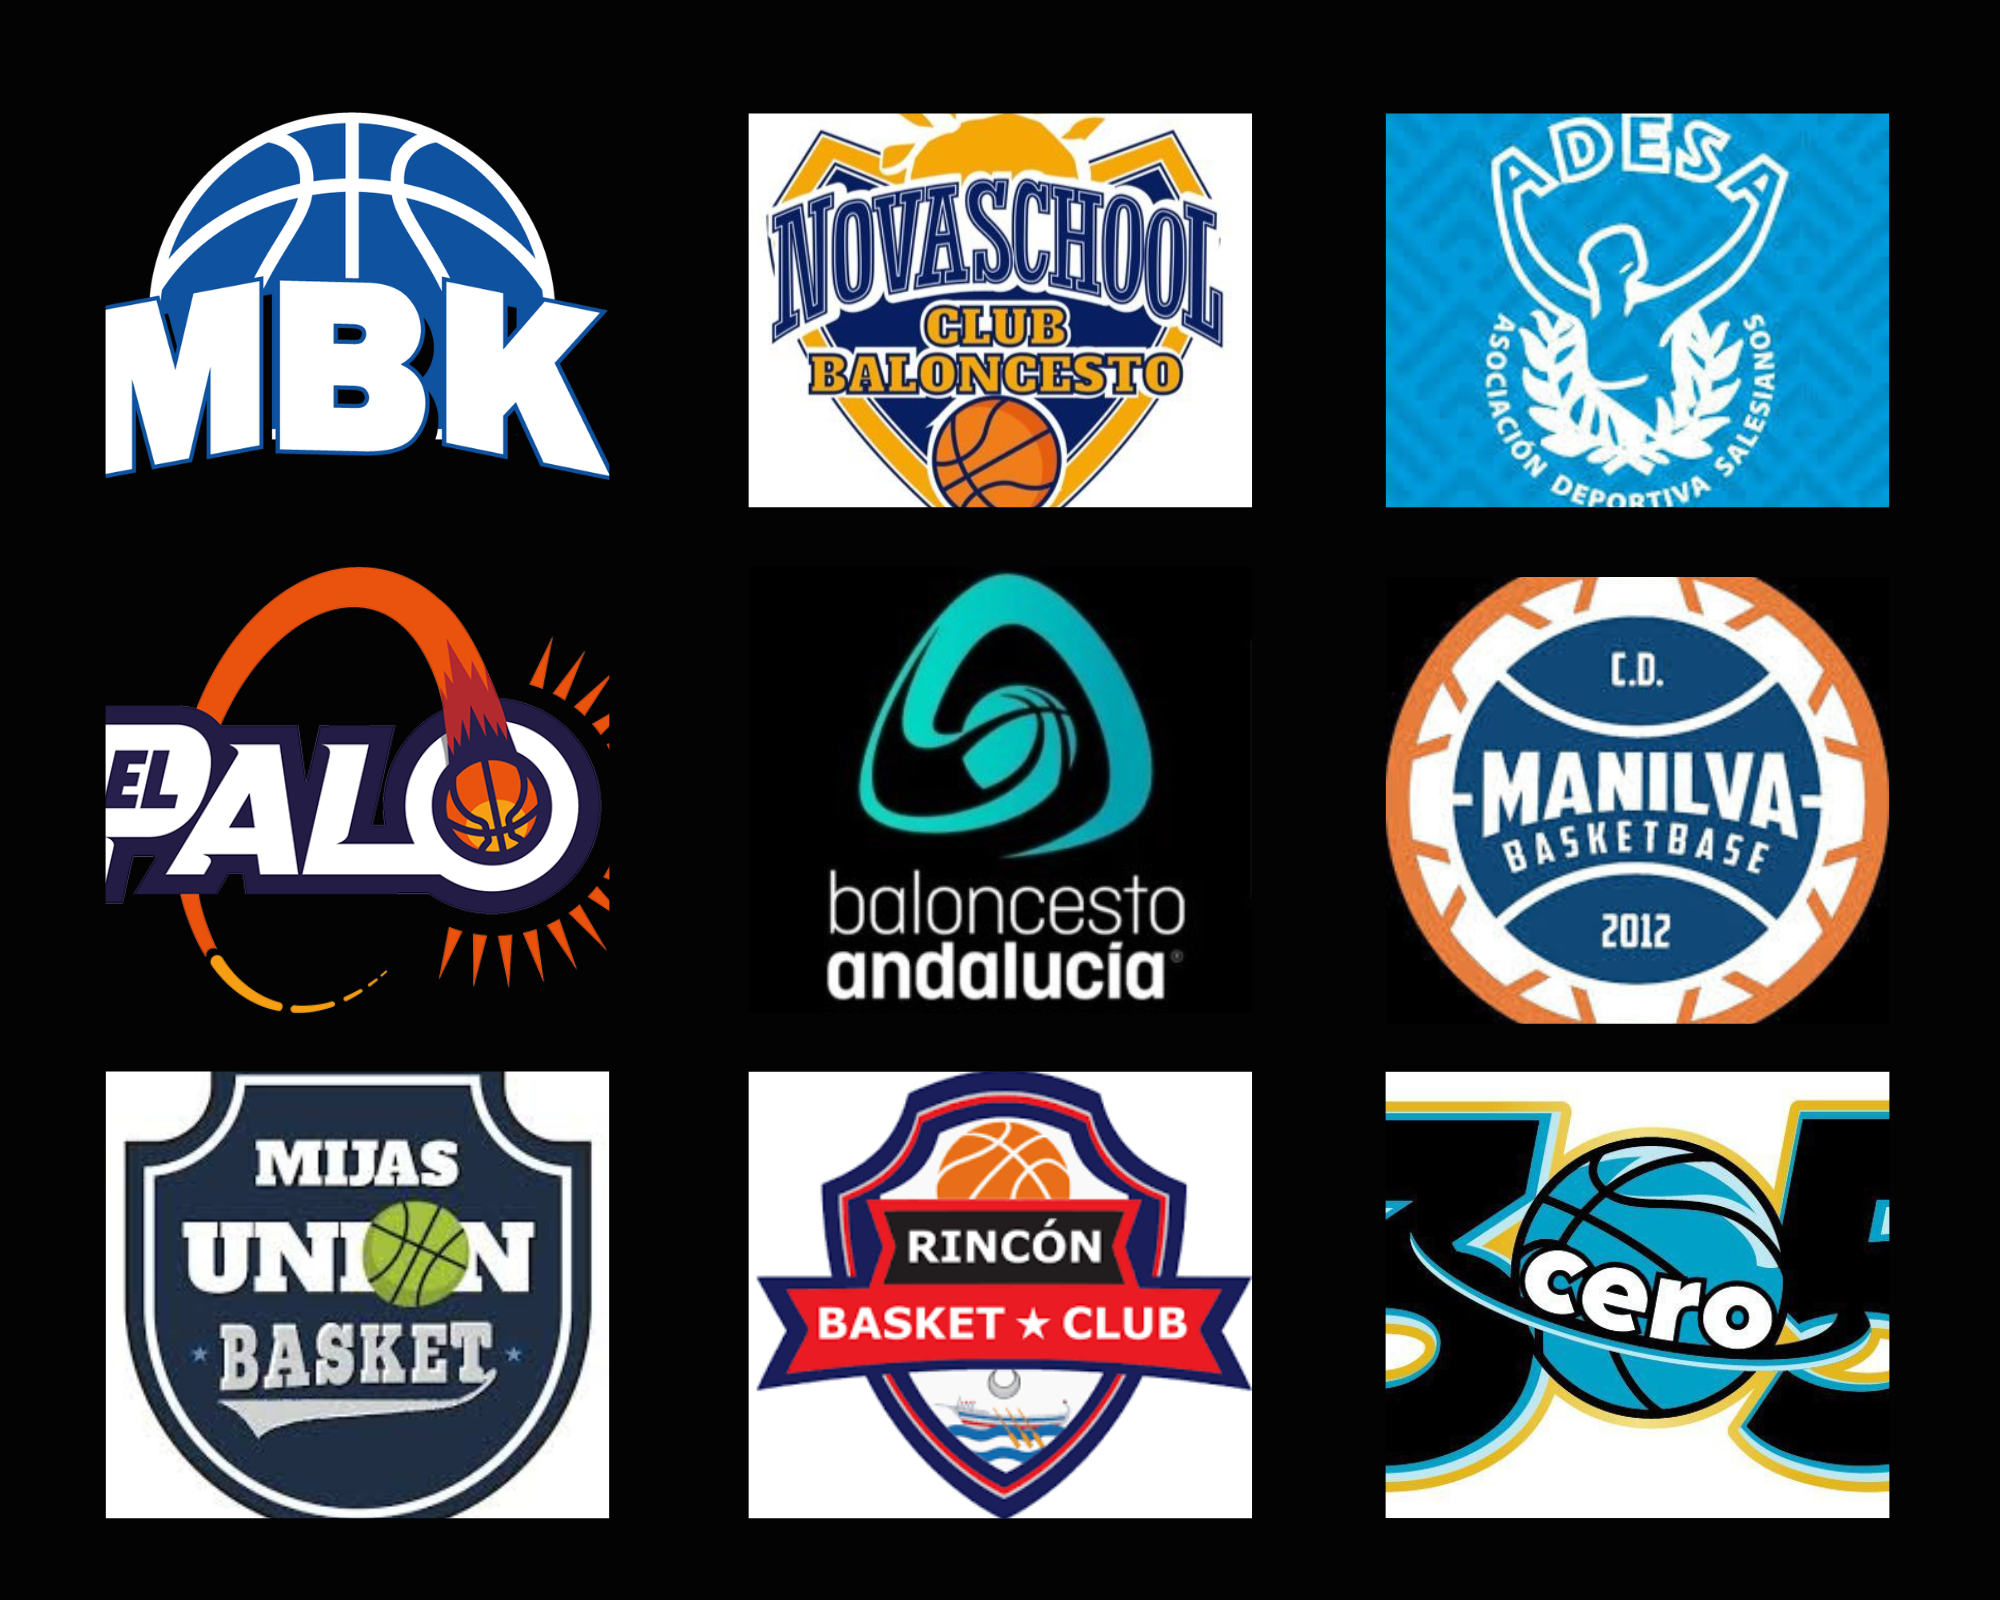 MBK
NOVASCHOOL
CLUB
BALONCESTO
ADESA
ASOCIACIÓN DEPORTIVA SALESIANOS
EL
PALO
baloncesto
andalucía®
C.D.
MANILVA
BASKETBASE
2012
MIJAS
UNION
BASKET
RINCÓN
BASKET ★ CLUB
cero